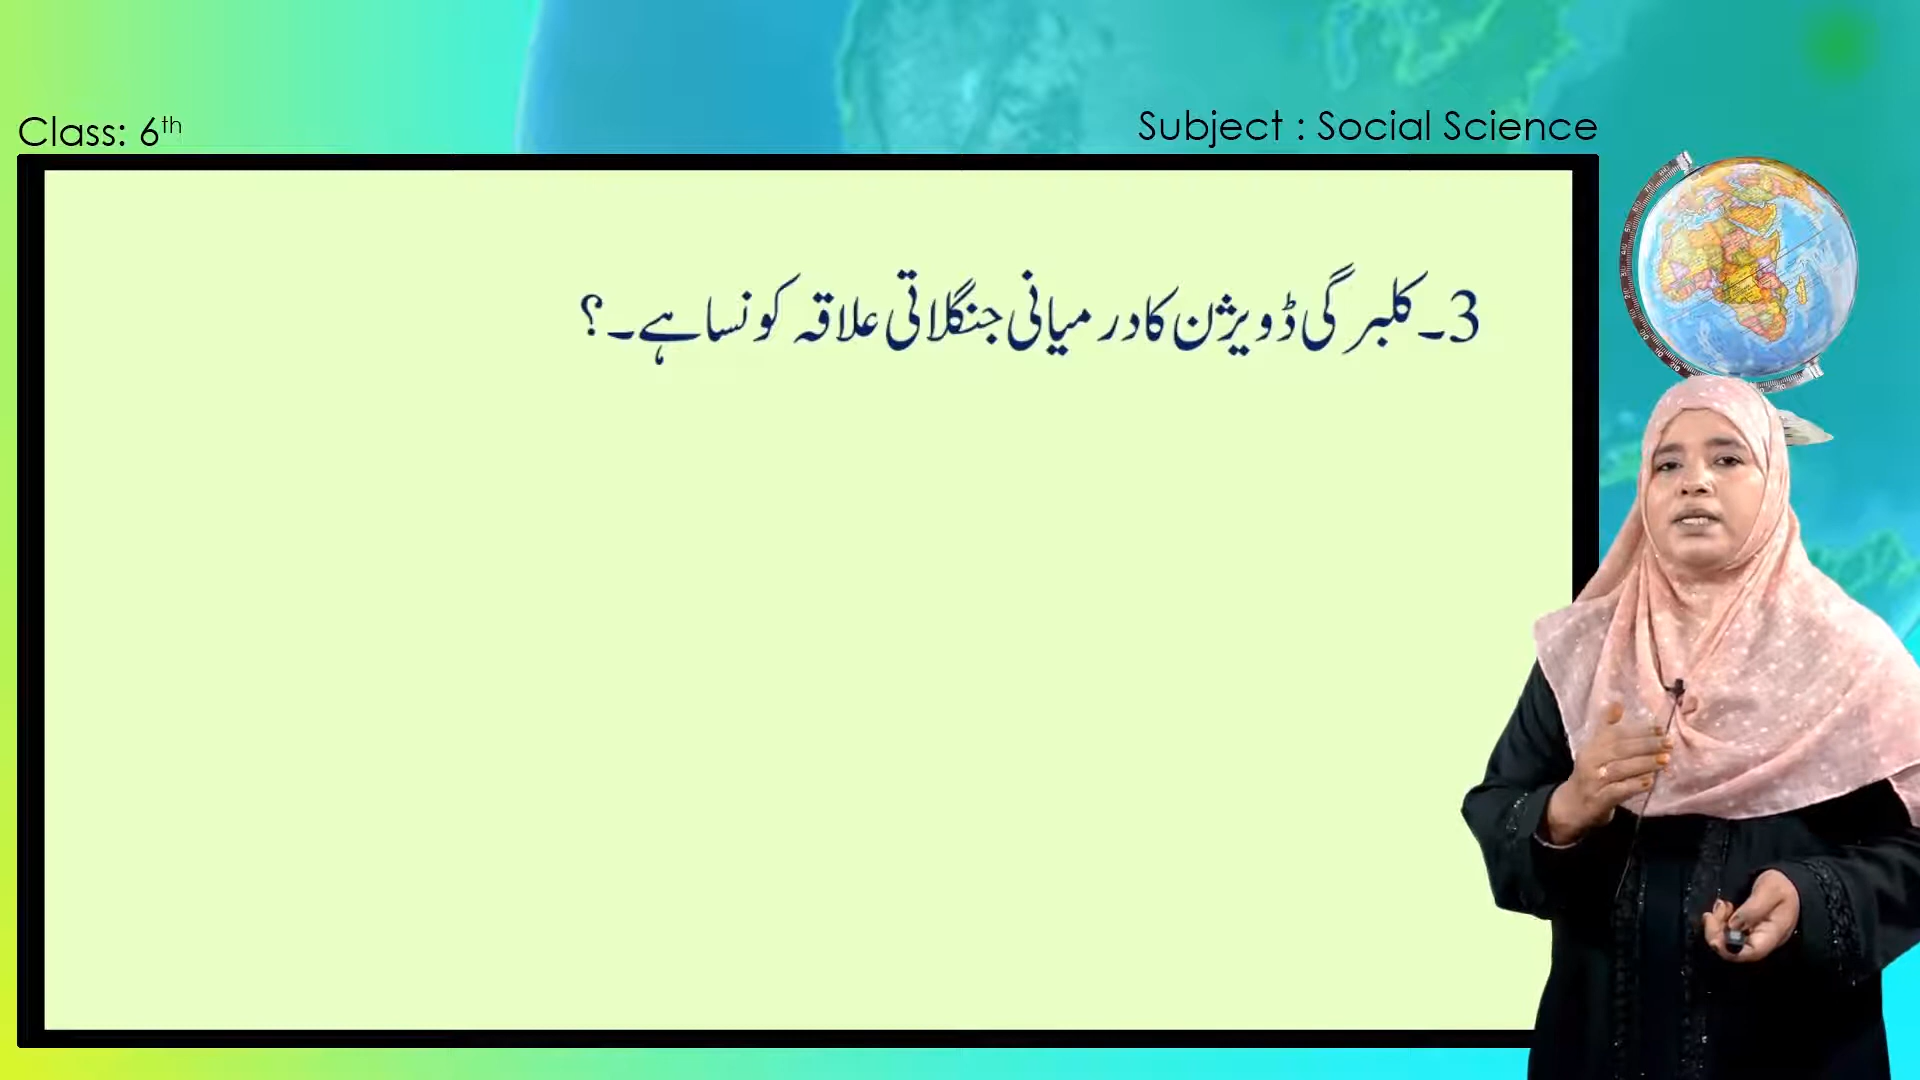 Class: 6th
Subject : Social Science
3۔ کلبرگی ڈویژن کا درمیانی جنگلاتی علاقہ کونسا ہے۔؟